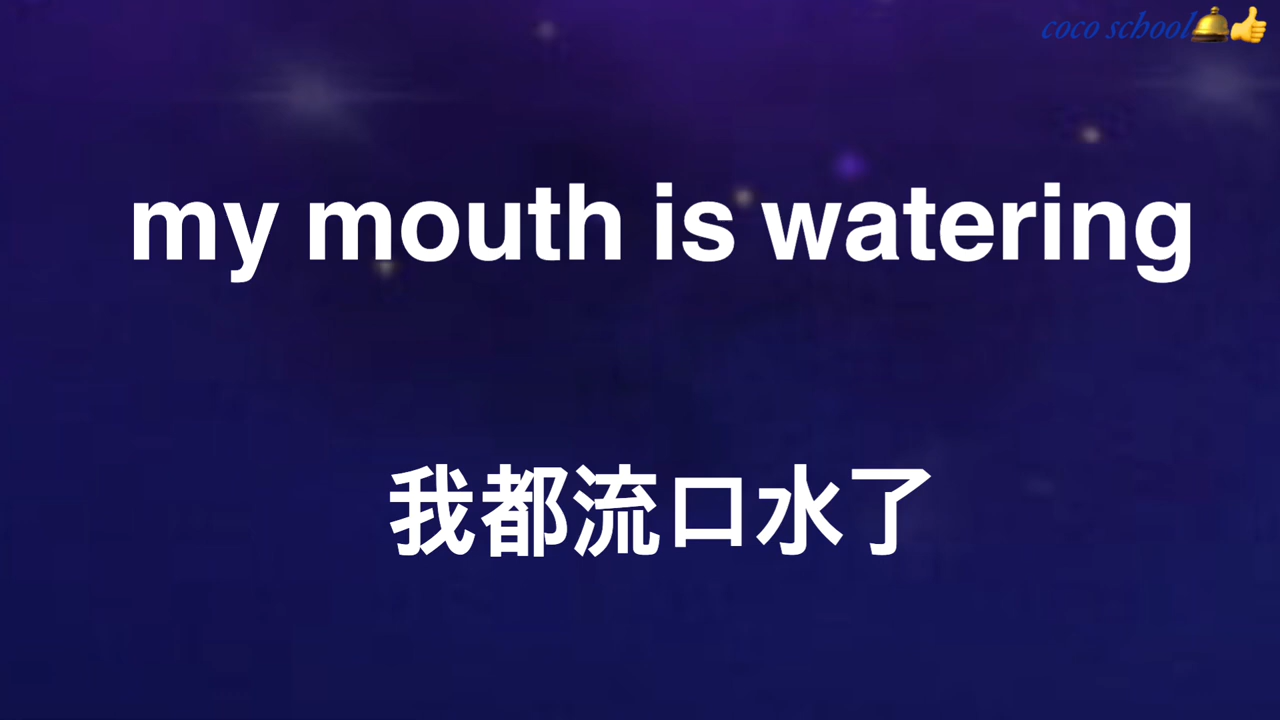 coco school🛎👍
my mouth is watering
我都流口水了